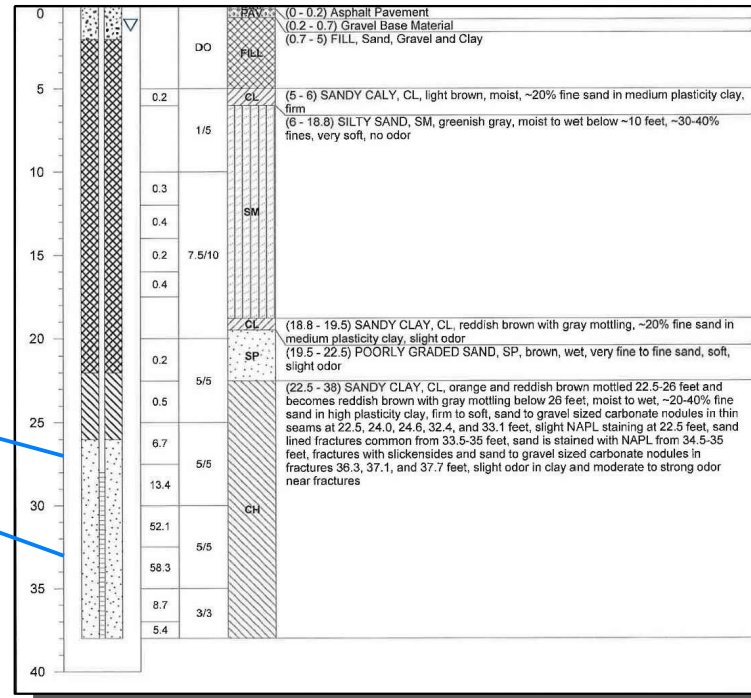 0
PAV
(0 - 0.2) Asphalt Pavement
(0.2 - 0.7) Gravel Base Material
(0.7 - 5) FILL, Sand, Gravel and Clay
DO
FILL
5
0.2
CL
(5 - 6) SANDY CALY, CL, light brown, moist, ~20% fine sand in medium plasticity clay,
firm
(6 - 18.8) SILTY SAND, SM, greenish gray, moist to wet below ~10 feet, ~30-40%
fines, very soft, no odor
1/5
10
0.3
0.4
SM
15
0.2
7.5/10
0.4
CL
(18.8 - 19.5) SANDY CLAY, CL, reddish brown with gray mottling, ~20% fine sand in
medium plasticity clay, slight odor
20
0.2
SP
(19.5 - 22.5) POORLY GRADED SAND, SP, brown, wet, very fine to fine sand, soft,
slight odor
5/5
(22.5 - 38) SANDY CLAY, CL, orange and reddish brown mottled 22.5-26 feet and
becomes reddish brown with gray mottling below 26 feet, moist to wet, ~20-40% fine
sand in high plasticity clay, firm to soft, sand to gravel sized carbonate nodules in thin
seams at 22.5, 24.0, 24.6, 32.4, and 33.1 feet, slight NAPL staining at 22.5 feet, sand
lined fractures common from 33.5-35 feet, sand is stained with NAPL from 34.5-35
feet, fractures with slickensides and sand to gravel sized carbonate nodules in
fractures 36.3, 37.1, and 37.7 feet, slight odor in clay and moderate to strong odor
near fractures
0.5
25
6.7
5/5
13.4
30
CH
52.1
5/5
58.3
35
8.7
3/3
5.4
40